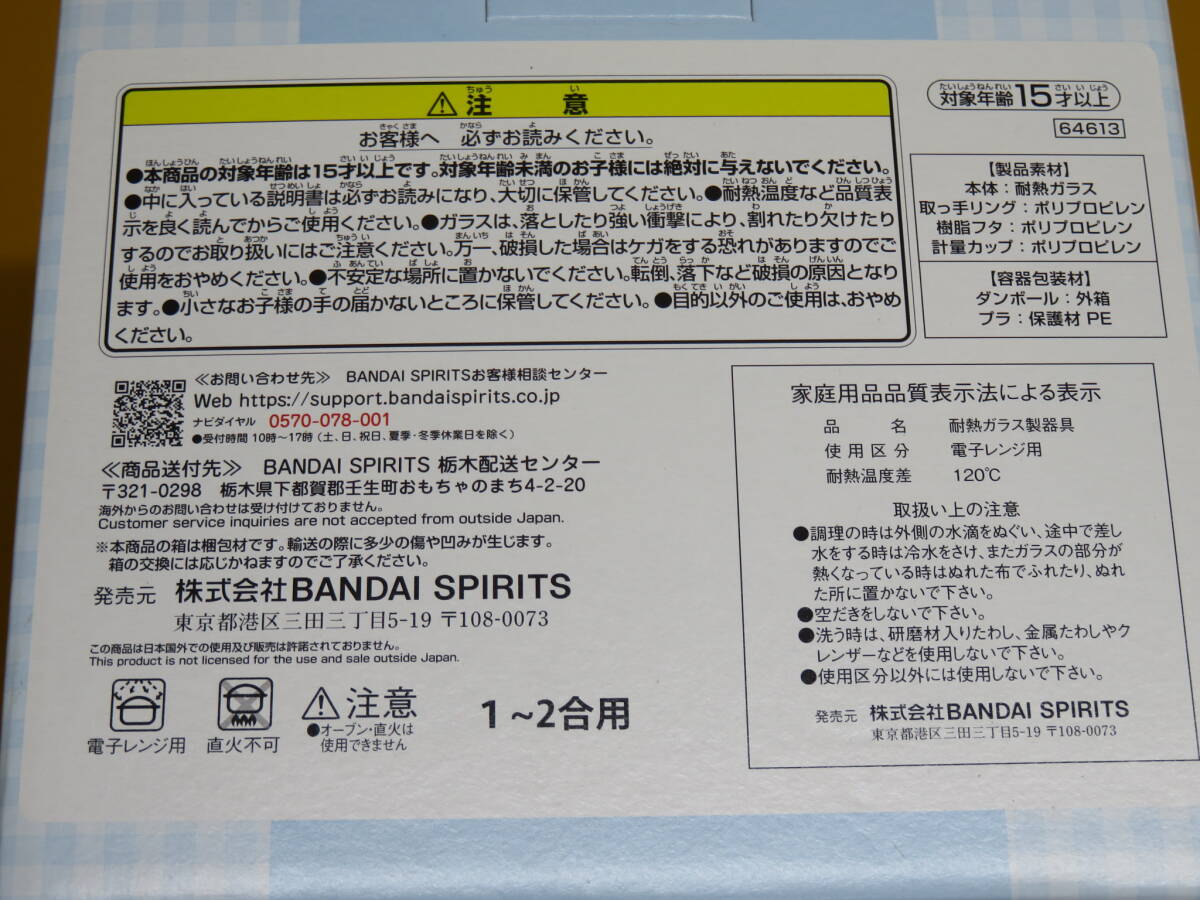 ⚠注意
お客様へ 必ずお読みください。
●本商品の対象年齢は15才以上です。対象年齢未満のお子様には絶対に与えないでください。
●中に入っている説明書は必ずお読みになり、大切に保管してください。●耐熱温度など品質表
示を良く読んでからご使用ください。●ガラスは、落としたり強い衝撃により、割れたり欠けたり
するのでお取り扱いにはご注意ください。万一、破損した場合はケガをする恐れがありますのでご
使用をおやめください。●不安定な場所に置かないでください。転倒、落下など破損の原因となり
ます。●小さなお子様の手の届かないところに保管してください。●目的以外のご使用は、おやめ
ください。
対象年齢15才以上
64613
【製品素材】
本体：耐熱ガラス
取っ手リング：ポリプロピレン
樹脂フタ：ポリプロピレン
計量カップ：ポリプロピレン
【容器包装材】
ダンボール：外箱
プラ：保護材 PE
≪お問い合わせ先≫ BANDAI SPIRITSお客様相談センター
Web https://support.bandaispirits.co.jp
ナビダイヤル 0570-078-001
●受付時間 10時～17時（土、日、祝日、夏季・冬季休業日を除く）
≪商品送付先≫ BANDAI SPIRITS 栃木配送センター
〒321-0298 栃木県下都賀郡壬生町おもちゃのまち4-2-20
海外からのお問い合わせは受け付けておりません。
Customer service inquiries are not accepted from outside Japan.
※本商品の箱は梱包材です。輸送の際に多少の傷や凹みが生じます。
箱の交換には応じかねますのでご了承ください。
発売元 株式会社BANDAI SPIRITS
東京都港区三田三丁目5-19 〒108-0073
この商品は日本国外での使用及び販売は許諾されておりません。
This product is not licensed for the use and sale outside Japan.
電子レンジ用
直火不可
⚠注意
●オーブン・直火は
使用できません
1～2合用
家庭用品品質表示法による表示
品名 耐熱ガラス製器具
使用区分 電子レンジ用
耐熱温度差 120℃
取扱い上の注意
●調理の時は外側の水滴をぬぐい、途中で差し
水をする時は冷水をさけ、またガラスの部分が
熱くなっている時はぬれた布でふれたり、ぬれ
た所に置かないで下さい。
●空だきをしないで下さい。
●洗う時は、研磨材入りたわし、金属たわしやク
レンザーなどを使用しないで下さい。
●使用区分以外には使用しないで下さい。
発売元 株式会社BANDAI SPIRITS
東京都港区三田三丁目5-19 〒108-0073